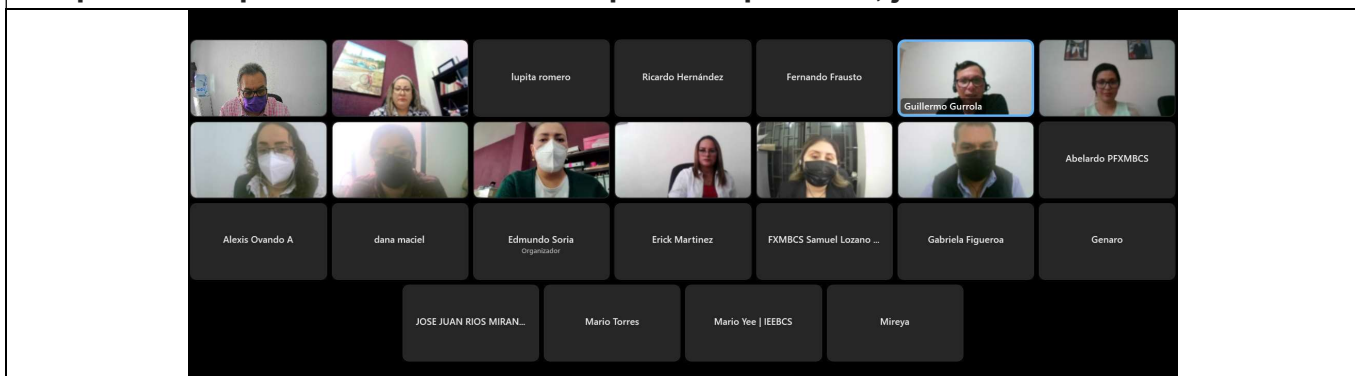 lupita romero
Ricardo Hernández
Fernando Frausto
Guillermo Gurrola
Abelardo PFXMBCS
Alexis Ovando A
dana maciel
Edmundo Soria
Organizador
Erick Martinez
FXMBCS Samuel Lozano ...
Gabriela Figueroa
Genaro
JOSE JUAN RIOS MIRAN...
Mario Torres
Mario Yee | IEEBCS
Mireya